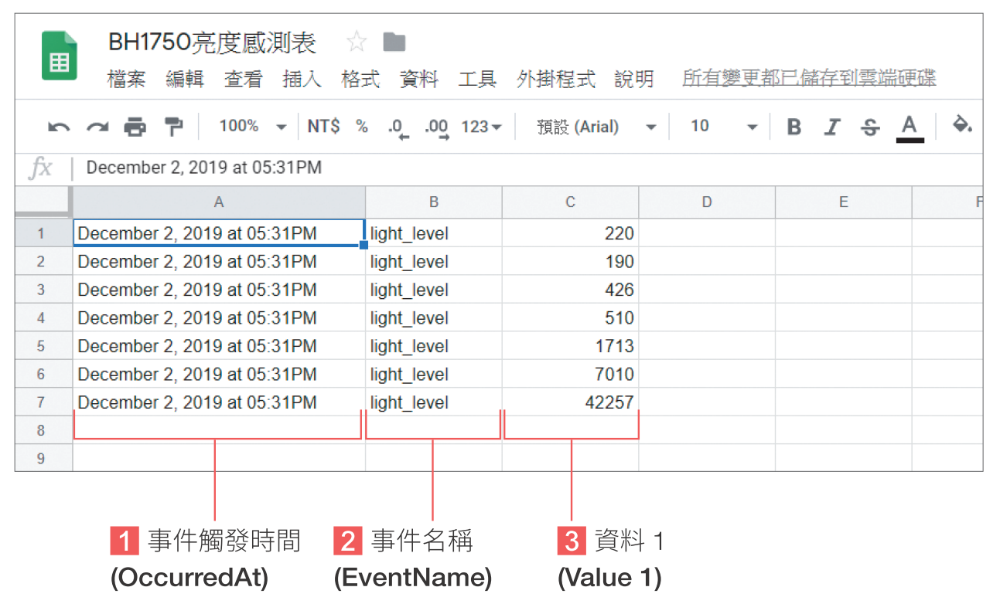 BH1750亮度感測表
檔案 編輯 查看 插入 格式 資料 工具 外掛程式 說明 所有變更都已儲存到雲端硬碟
100% NT$ % .0 .00 123 預設 (Arial) 10 B I S A
fx December 2, 2019 at 05:31PM
A B C D E F
1 December 2, 2019 at 05:31PM light_level 220
2 December 2, 2019 at 05:31PM light_level 190
3 December 2, 2019 at 05:31PM light_level 426
4 December 2, 2019 at 05:31PM light_level 510
5 December 2, 2019 at 05:31PM light_level 1713
6 December 2, 2019 at 05:31PM light_level 7010
7 December 2, 2019 at 05:31PM light_level 42257
8
9
1 事件觸發時間 2 事件名稱 3 資料 1
(OccurredAt) (EventName) (Value 1)